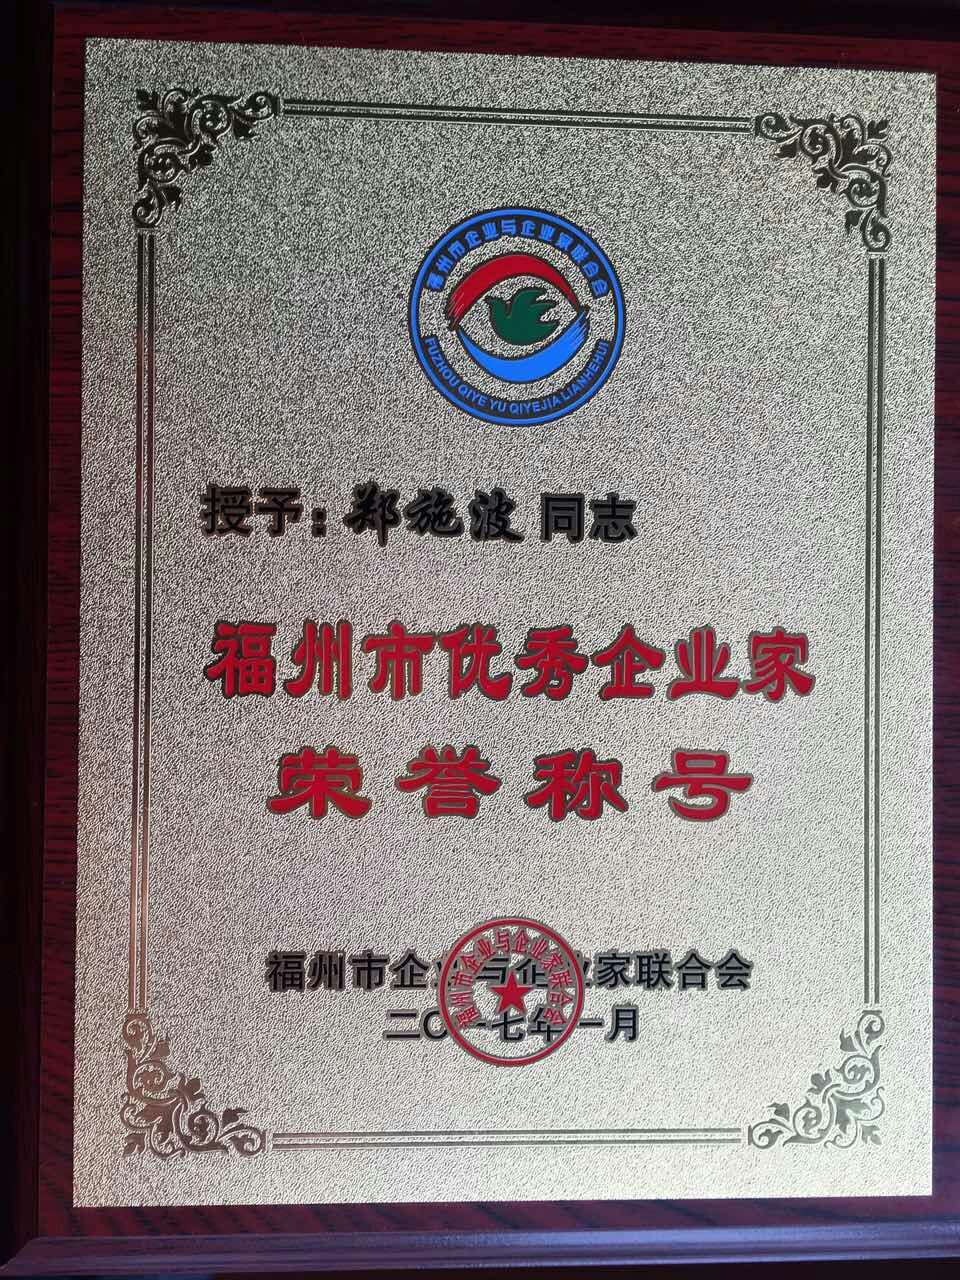 福州市企业与企业家联合会
FUZHOU QIYE YU QIYEJIA LIANHEHUI
授予:郑施波 同志
福州市优秀企业家
荣誉称号
福州市企业与企业家联合会
福州市企业与企业家联合会
二〇一七年一月